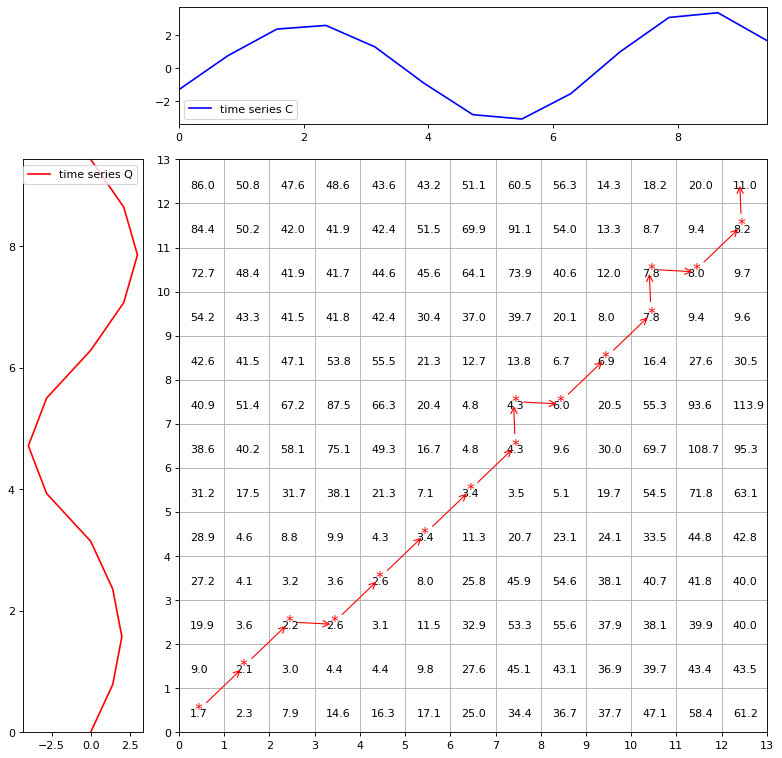 2
0
−2
time series C
0 2 4 6 8
time series Q
8
6
4
2
0
−2.5 0.0 2.5
13 86.0 50.8 47.6 48.6 43.6 43.2 51.1 60.5 56.3 14.3 18.2 20.0 11.0
12 84.4 50.2 42.0 41.9 42.4 51.5 69.9 91.1 54.0 13.3 8.7 9.4 8.2
11 72.7 48.4 41.9 41.7 44.6 45.6 64.1 73.9 40.6 12.0 7.8 8.0 9.7
10 54.2 43.3 41.5 41.8 42.4 30.4 37.0 39.7 20.1 8.0 7.8 9.4 9.6
9 42.6 41.5 47.1 53.8 55.5 21.3 12.7 13.8 6.7 6.9 16.4 27.6 30.5
8 40.9 51.4 67.2 87.5 66.3 20.4 4.8 4.3 6.0 20.5 55.3 93.6 113.9
7 38.6 40.2 58.1 75.1 49.3 16.7 4.8 4.3 9.6 30.0 69.7 108.7 95.3
6 31.2 17.5 31.7 38.1 21.3 7.1 3.4 3.5 5.1 19.7 54.5 71.8 63.1
5 28.9 4.6 8.8 9.9 4.3 3.4 11.3 20.7 23.1 24.1 33.5 44.8 42.8
4 27.2 4.1 3.2 3.6 2.6 8.0 25.8 45.9 54.6 38.1 40.7 41.8 40.0
3 19.9 3.6 2.2 2.6 3.1 11.5 32.9 53.3 55.6 37.9 38.1 39.9 40.0
2 9.0 2.1 3.0 4.4 4.4 9.8 27.6 45.1 43.1 36.9 39.7 43.4 43.5
1 1.7 2.3 7.9 14.6 16.3 17.1 25.0 34.4 36.7 37.7 47.1 58.4 61.2
0
0 1 2 3 4 5 6 7 8 9 10 11 12 13